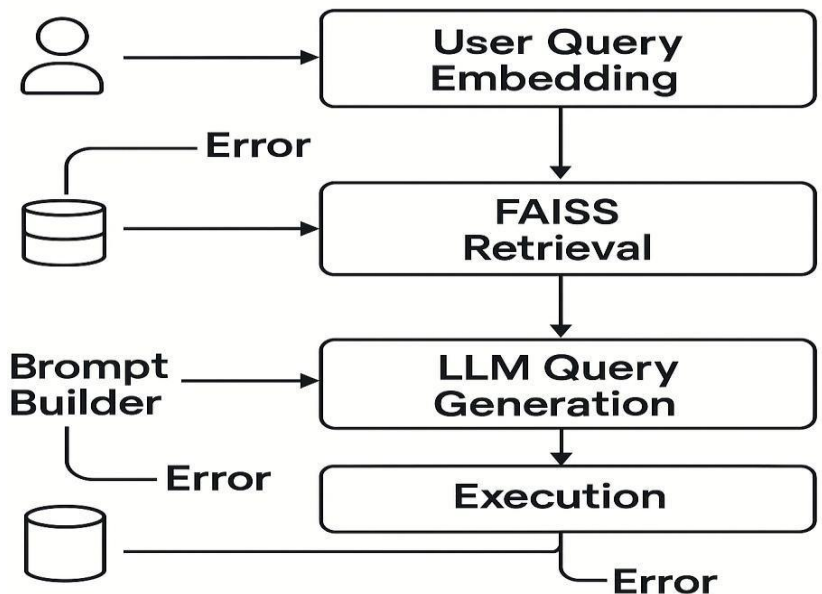 User Query
Embedding
Error
FAISS
Retrieval
Brompt
Builder
LLM Query
Generation
Error
Execution
Error